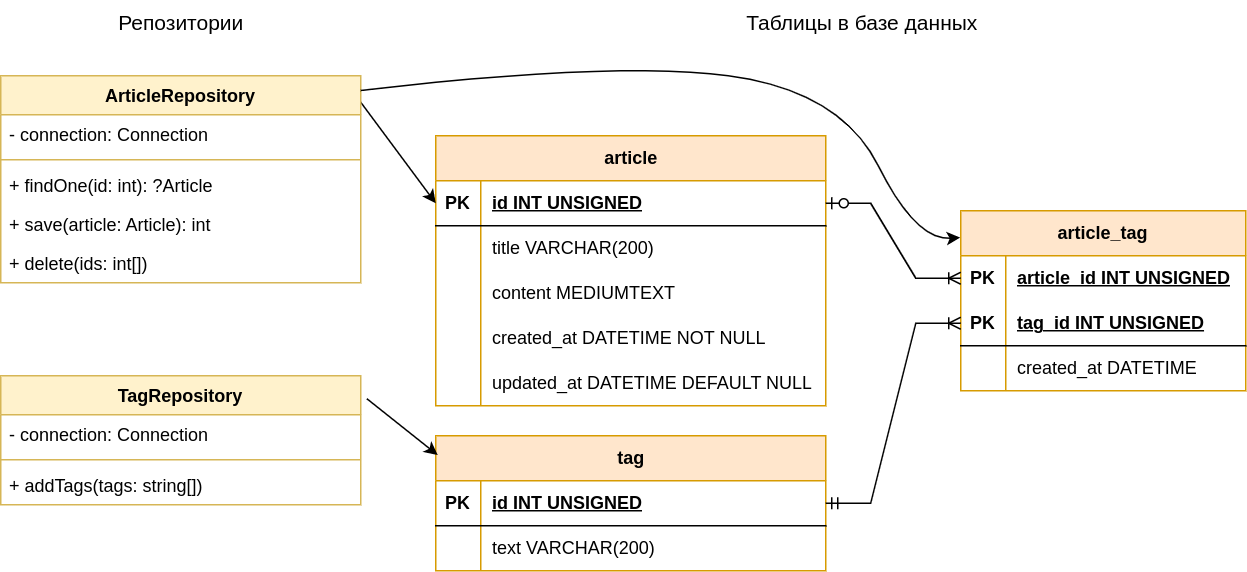 Репозитории
Таблицы в базе данных
ArticleRepository
- connection: Connection
+ findOne(id: int): ?Article
+ save(article: Article): int
+ delete(ids: int[])
TagRepository
- connection: Connection
+ addTags(tags: string[])
article
PK id INT UNSIGNED
title VARCHAR(200)
content MEDIUMTEXT
created_at DATETIME NOT NULL
updated_at DATETIME DEFAULT NULL
tag
PK id INT UNSIGNED
text VARCHAR(200)
article_tag
PK article_id INT UNSIGNED
PK tag_id INT UNSIGNED
created_at DATETIME